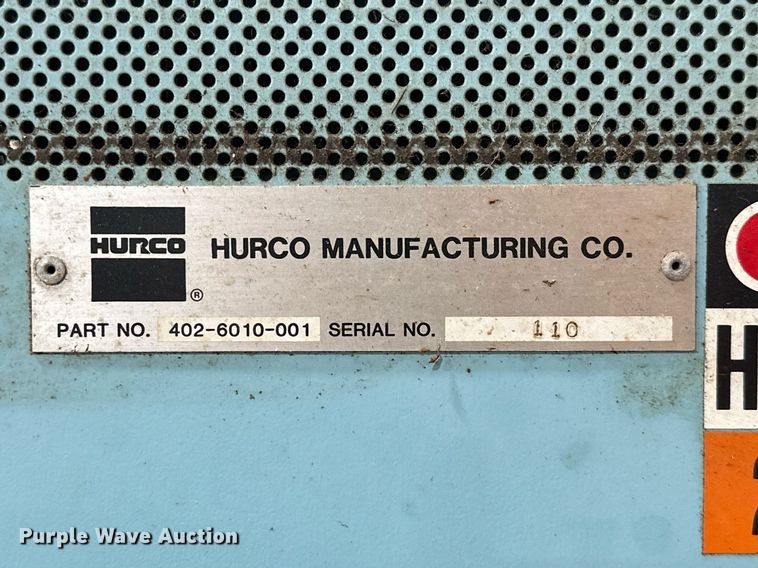 HURCO
HURCO MANUFACTURING CO.
®
PART NO. 402-6010-001 SERIAL NO. 110
H
Purple Wave Auction